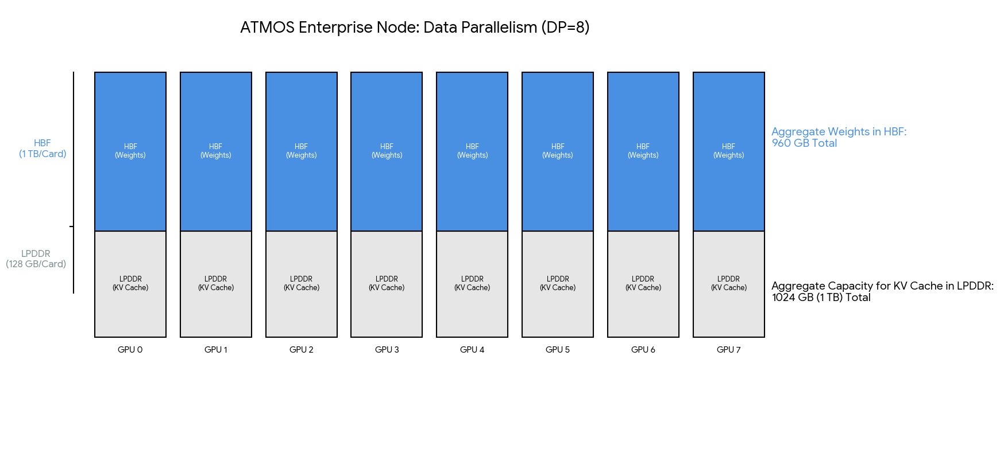 ATMOS Enterprise Node: Data Parallelism (DP=8)
HBF
(1 TB/Card)
LPDDR
(128 GB/Card)
HBF
(Weights)
HBF
(Weights)
HBF
(Weights)
HBF
(Weights)
HBF
(Weights)
HBF
(Weights)
HBF
(Weights)
HBF
(Weights)
Aggregate Weights in HBF:
960 GB Total
LPDDR
(KV Cache)
LPDDR
(KV Cache)
LPDDR
(KV Cache)
LPDDR
(KV Cache)
LPDDR
(KV Cache)
LPDDR
(KV Cache)
LPDDR
(KV Cache)
LPDDR
(KV Cache)
Aggregate Capacity for KV Cache in LPDDR:
1024 GB (1 TB) Total
GPU 0
GPU 1
GPU 2
GPU 3
GPU 4
GPU 5
GPU 6
GPU 7